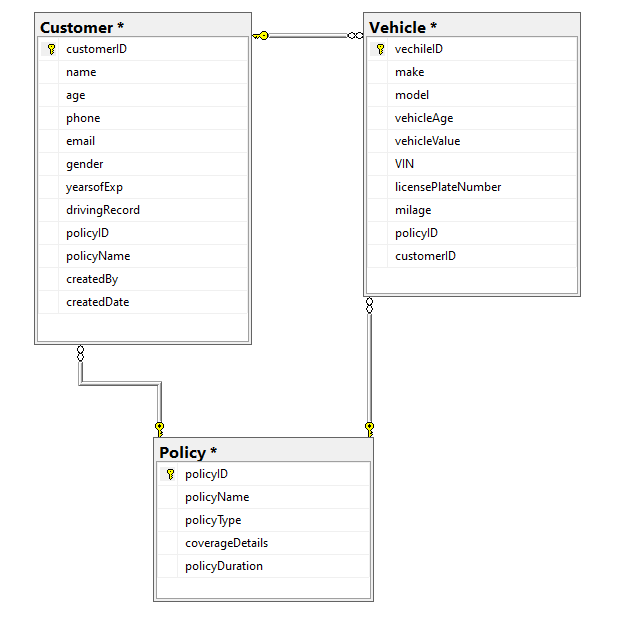 Customer *
customerID
name
age
phone
email
gender
yearsofExp
drivingRecord
policyID
policyName
createdBy
createdDate
Vehicle *
vechileID
make
model
vehicleAge
vehicleValue
VIN
licensePlateNumber
milage
policyID
customerID
Policy *
policyID
policyName
policyType
coverageDetails
policyDuration